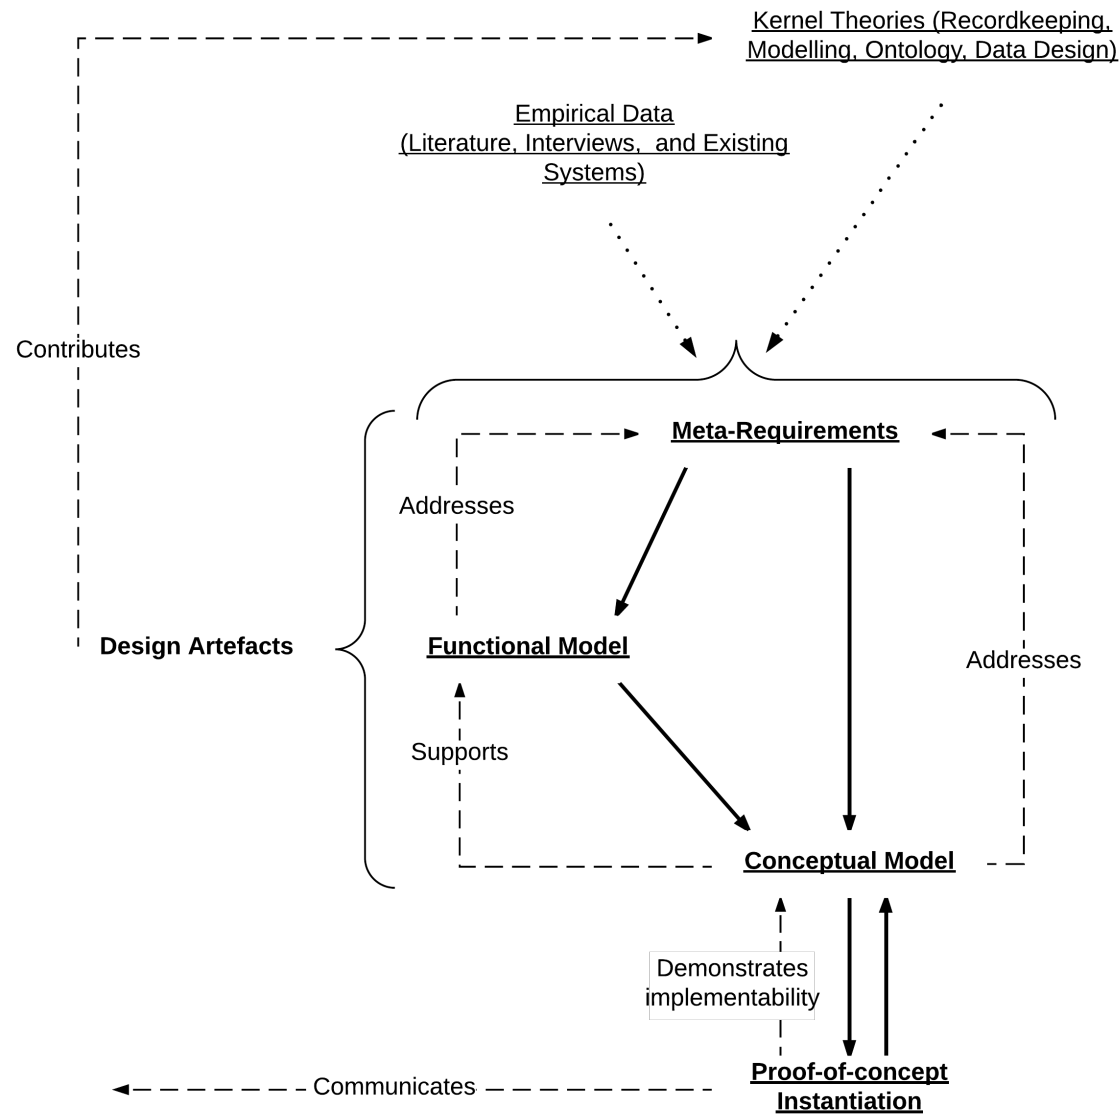 Kernel Theories (Recordkeeping,
Modelling, Ontology, Data Design)
Empirical Data
(Literature, Interviews,  and Existing
Systems)
Contributes
Meta-Requirements
Addresses
Design Artefacts
Functional Model
Addresses
Supports
Conceptual Model
Demonstrates
implementability
Proof-of-concept
Instantiation
Communicates